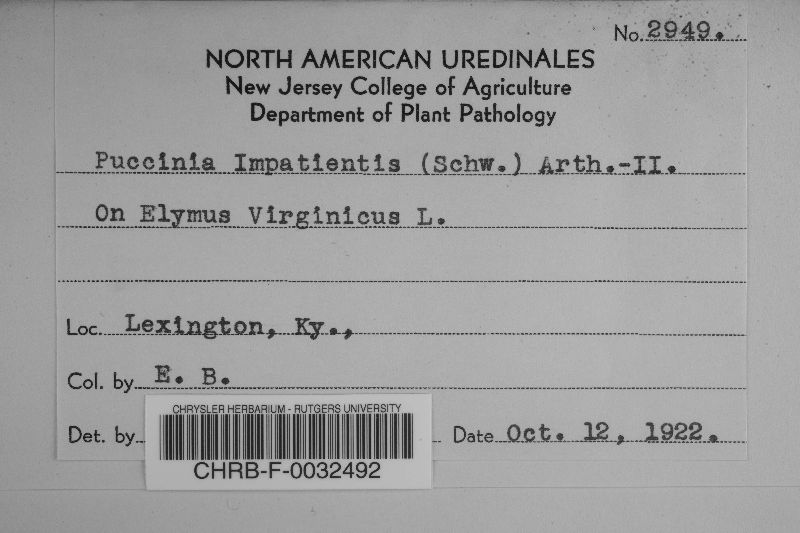 No. 2949.
NORTH AMERICAN UREDINALES
New Jersey College of Agriculture
Department of Plant Pathology
Puccinia Impatientis (Schw.) Arth.-II.
On Elymus Virginicus L.
Loc. Lexington, Ky.,
Col. by E. B.
CHRYSLER HERBARIUM - RUTGERS UNIVERSITY
Det. by
Date Oct. 12, 1922.
CHRB-F-0032492